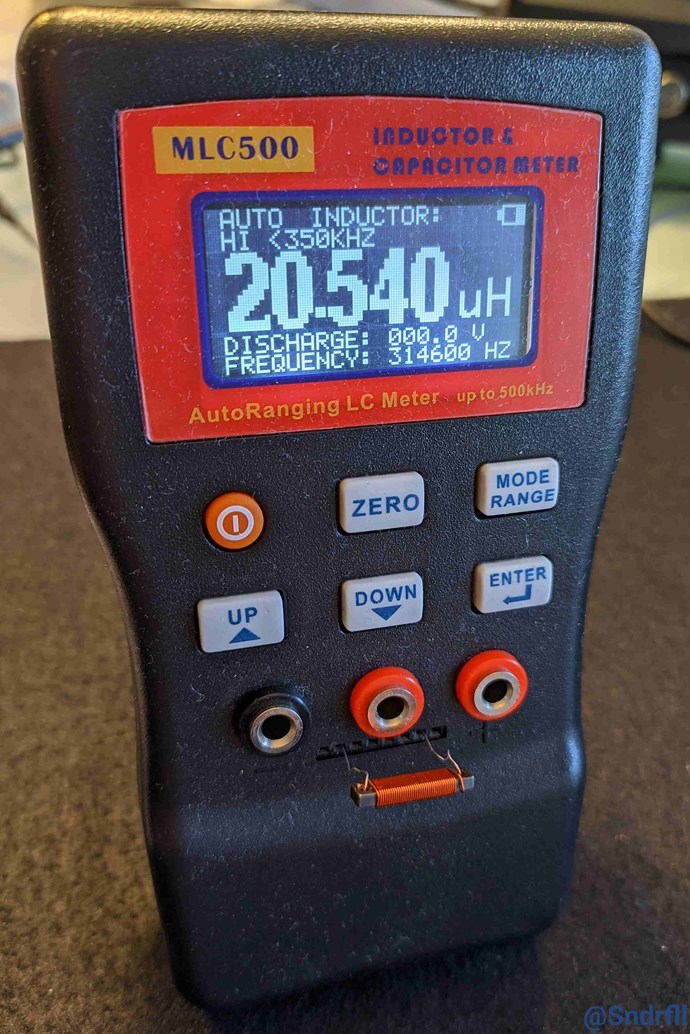 MLC500
INDUCTOR &
CAPACITOR METER
AUTO INDUCTOR:
HI <350KHZ
20.540 uH
DISCHARGE: 000.0 V
FREQUENCY: 314600 HZ
AutoRanging LC Meter up to 500kHz
ZERO
MODE
RANGE
UP
DOWN
ENTER
@Sndrfll